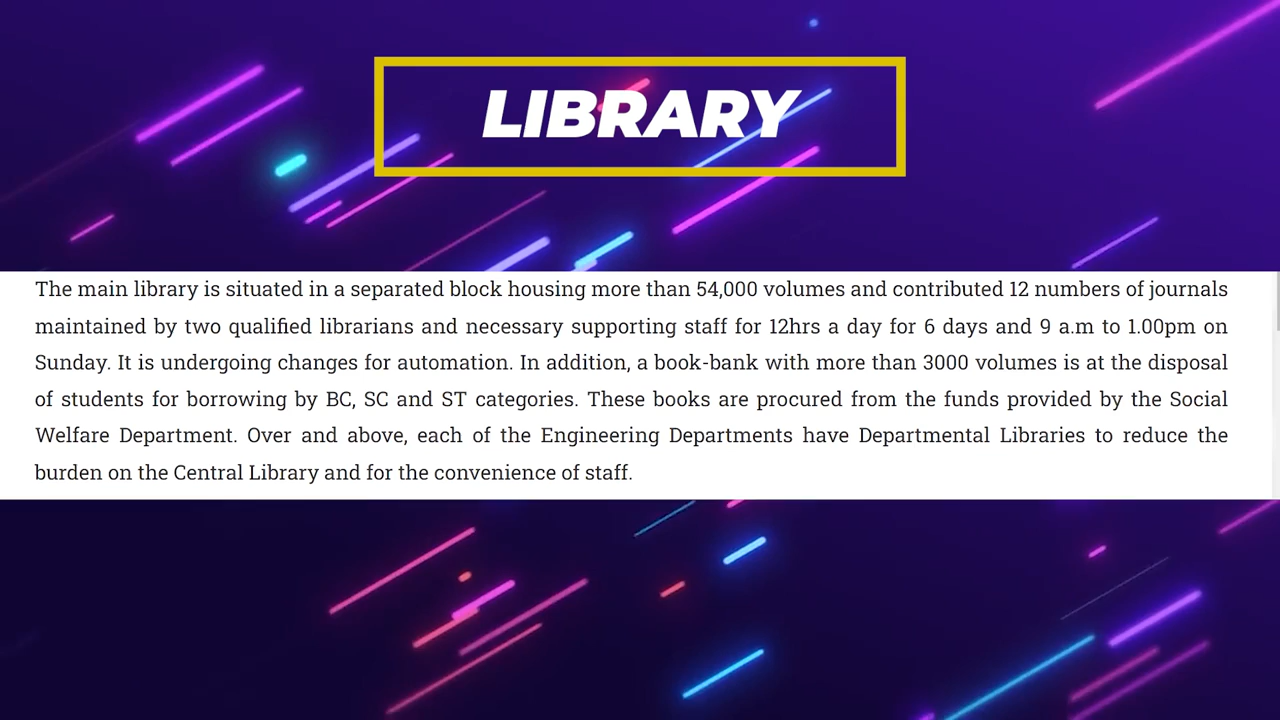 LIBRARY
The main library is situated in a separated block housing more than 54,000 volumes and contributed 12 numbers of journals
maintained by two qualified librarians and necessary supporting staff for 12hrs a day for 6 days and 9 a.m to 1.00pm on
Sunday. It is undergoing changes for automation. In addition, a book-bank with more than 3000 volumes is at the disposal
of students for borrowing by BC, SC and ST categories. These books are procured from the funds provided by the Social
Welfare Department. Over and above, each of the Engineering Departments have Departmental Libraries to reduce the
burden on the Central Library and for the convenience of staff.